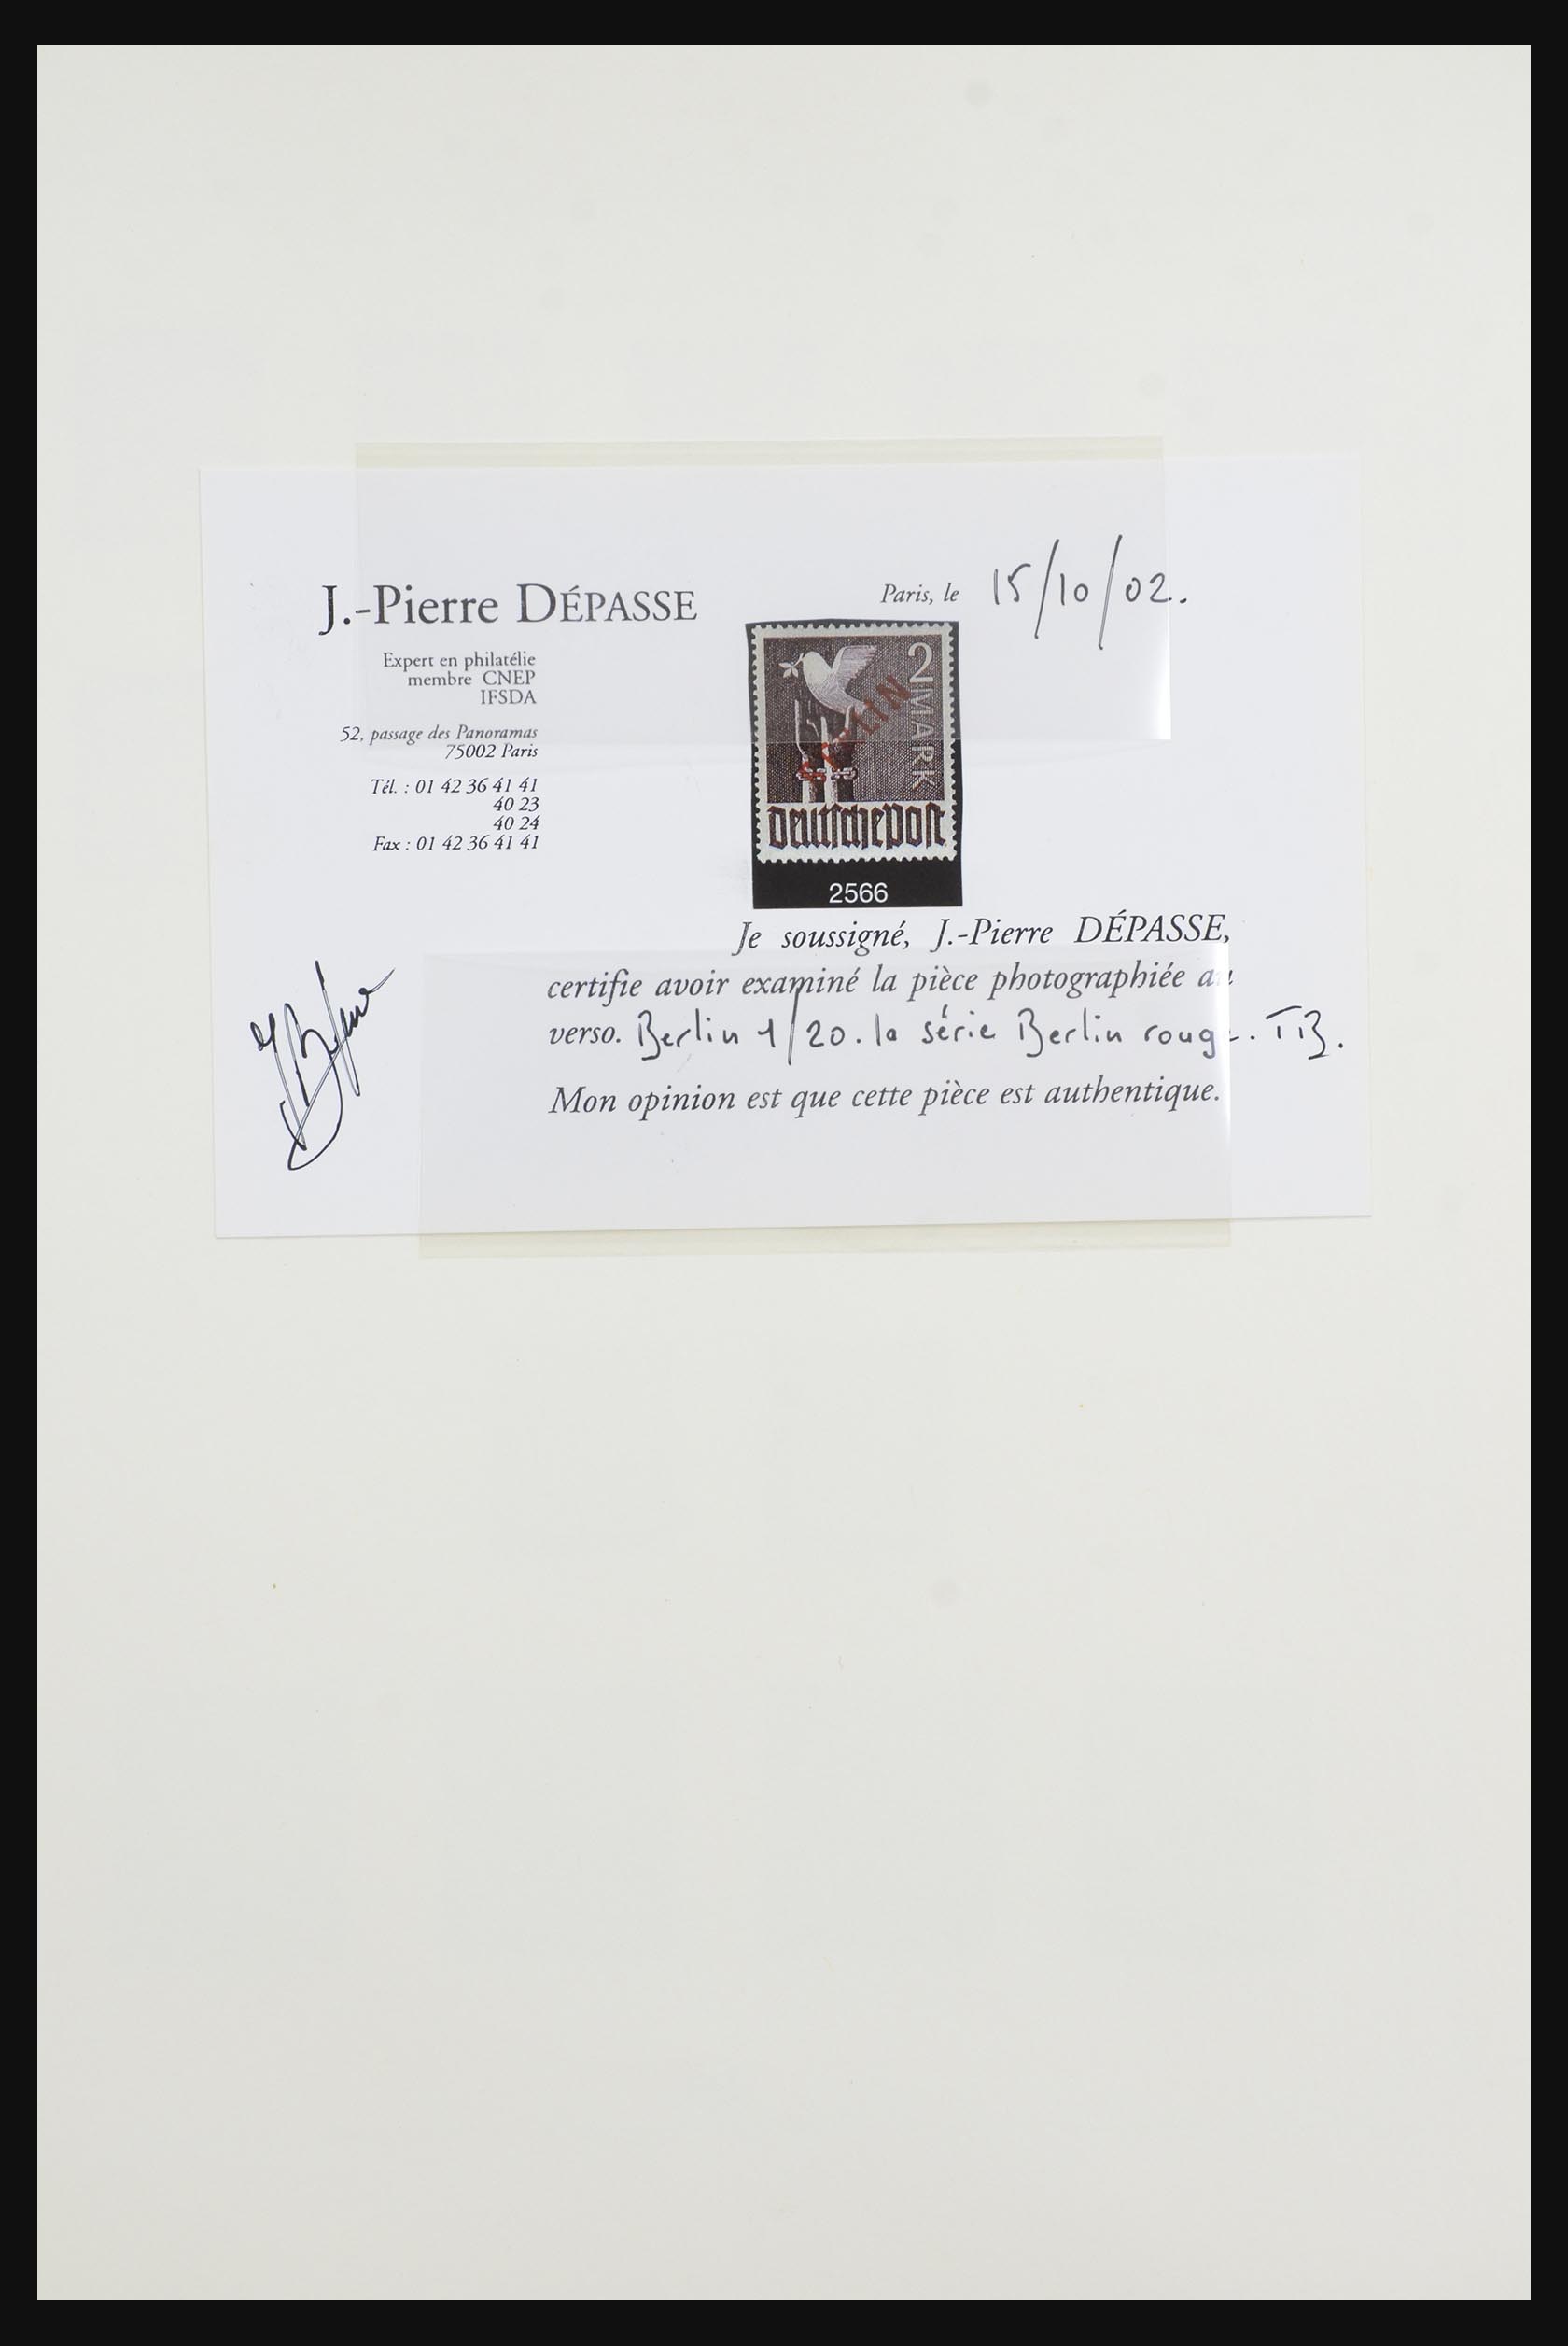 J.-Pierre DÉPASSE
Expert en philatélie
membre CNEP
IFSDA
52, passage des Panoramas
75002 Paris
Tél. : 01 42 36 41 41
40 23
40 24
Fax : 01 42 36 41 41
Paris, le 15/10/02.
2 MARK
BERLIN
Deutsche Post
2566
Je soussigné, J.-Pierre DÉPASSE,
certifie avoir examiné la pièce photographiée au
verso. Berlin 1/20. la série Berlin rouge. TB.
Mon opinion est que cette pièce est authentique.